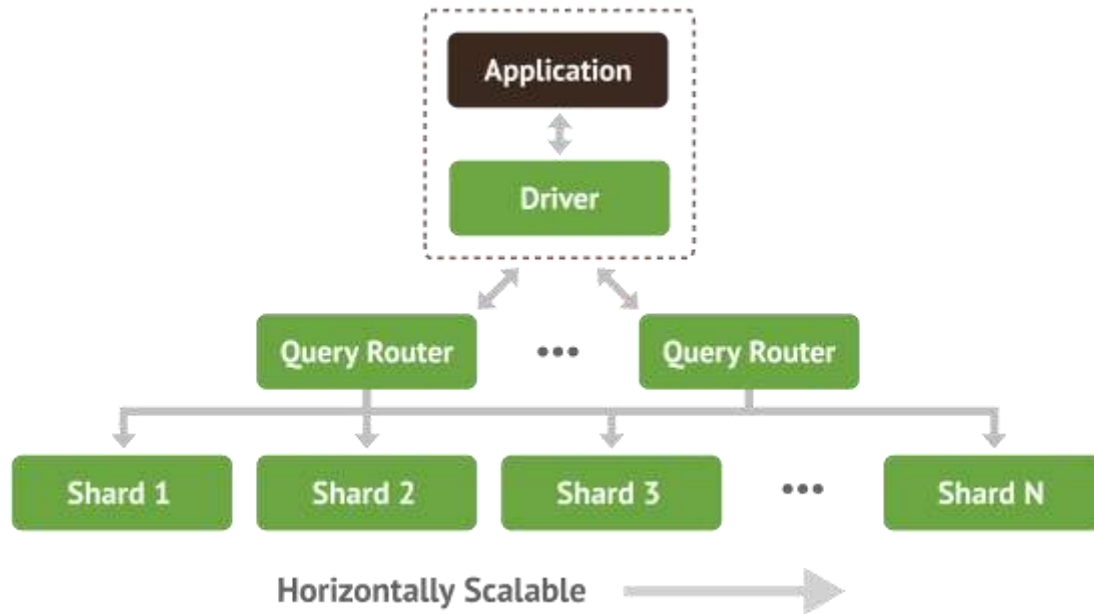 Application
Driver
Query Router ... Query Router
Shard 1 Shard 2 Shard 3 ... Shard N
Horizontally Scalable